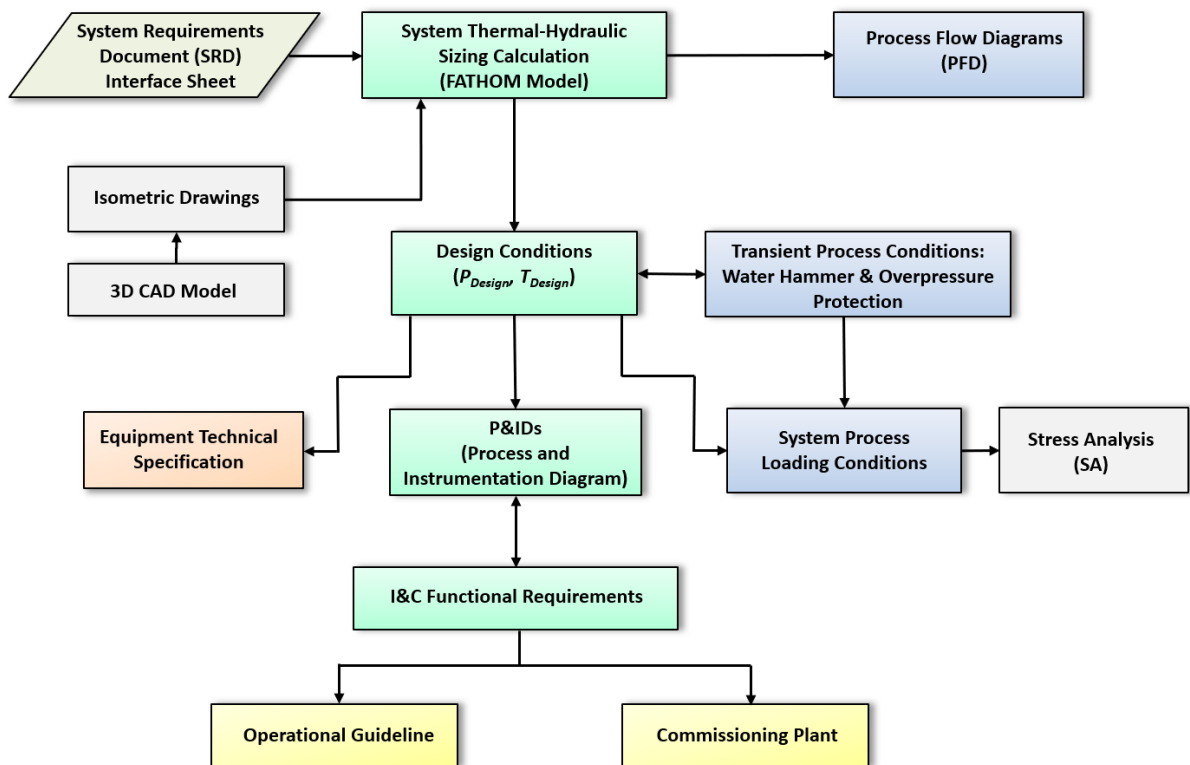 System Requirements
Document (SRD)
Interface Sheet
System Thermal-Hydraulic
Sizing Calculation
(FATHOM Model)
Process Flow Diagrams
(PFD)
Isometric Drawings
3D CAD Model
Design Conditions
(P_Design, T_Design)
Transient Process Conditions:
Water Hammer & Overpressure
Protection
Equipment Technical
Specification
P&IDs
(Process and
Instrumentation Diagram)
System Process
Loading Conditions
Stress Analysis
(SA)
I&C Functional Requirements
Operational Guideline
Commissioning Plant